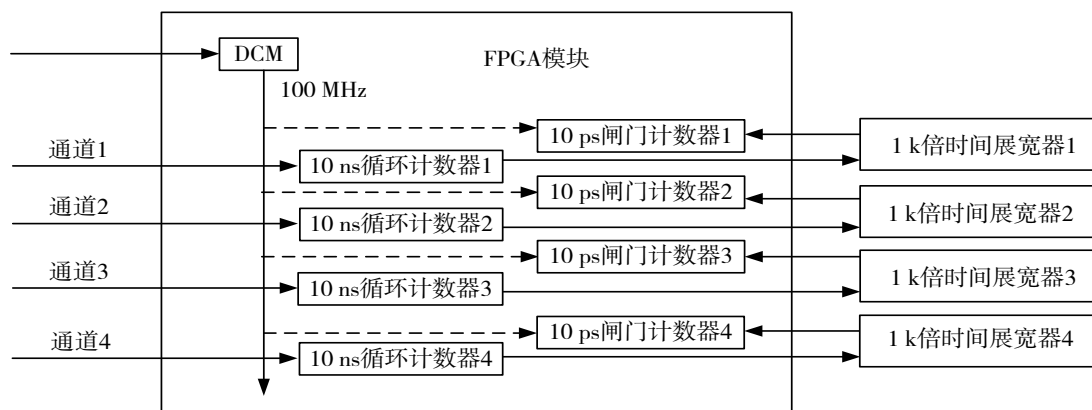 DCM
FPGA模块
100 MHz
10 ps闸门计数器1
通道1
1 k倍时间展宽器1
10 ns循环计数器1
10 ps闸门计数器2
通道2
1 k倍时间展宽器2
10 ns循环计数器2
10 ps闸门计数器3
通道3
1 k倍时间展宽器3
10 ns循环计数器3
10 ps闸门计数器4
通道4
1 k倍时间展宽器4
10 ns循环计数器4